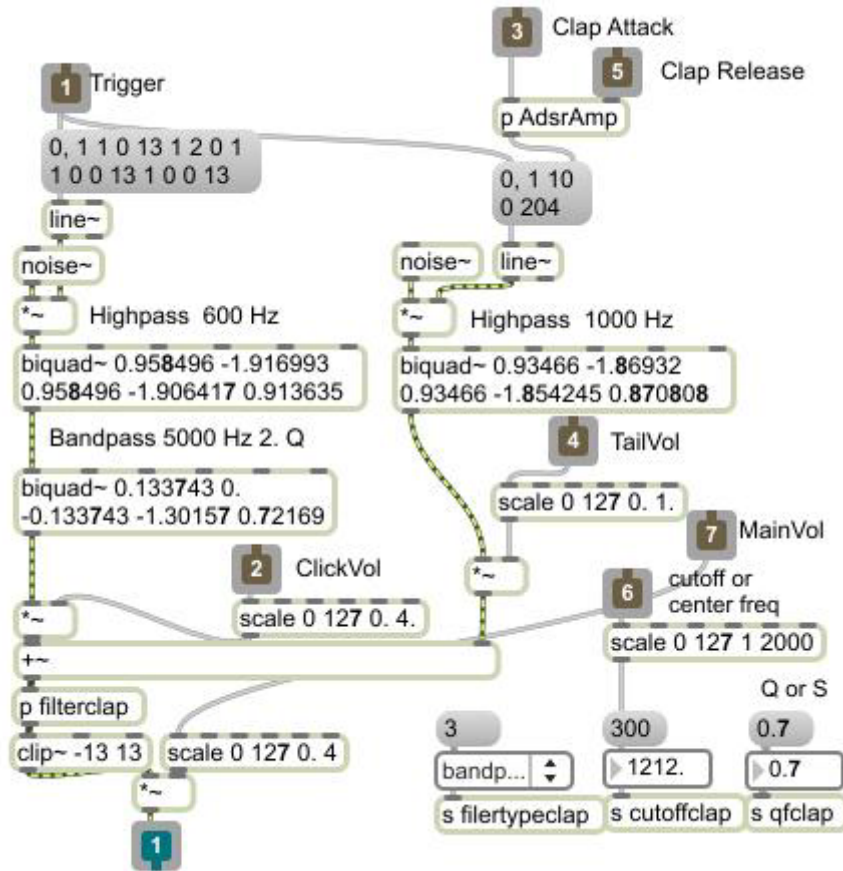 3
Clap Attack
1
Trigger
5
Clap Release
p AdsrAmp
0, 1 1 0 13 1 2 0 1
1 0 0 13 1 0 0 13
0, 1 10
0 204
line~
noise~
noise~
line~
*~
Highpass 600 Hz
*~
Highpass 1000 Hz
biquad~ 0.958496 -1.916993
0.958496 -1.906417 0.913635
biquad~ 0.93466 -1.86932
0.93466 -1.854245 0.870808
Bandpass 5000 Hz 2. Q
4
TailVol
biquad~ 0.133743 0.
-0.133743 -1.30157 0.72169
scale 0 127 0. 1.
7
MainVol
2
ClickVol
*~
6
cutoff or
center freq
*~
scale 0 127 0. 4.
scale 0 127 1 2000
+~
p filterclap
Q or S
3
300
0.7
clip~ -13 13
scale 0 127 0. 4
bandp...
1212.
0.7
*~
s filertypeclap
s cutoffclap
s qfclap
1